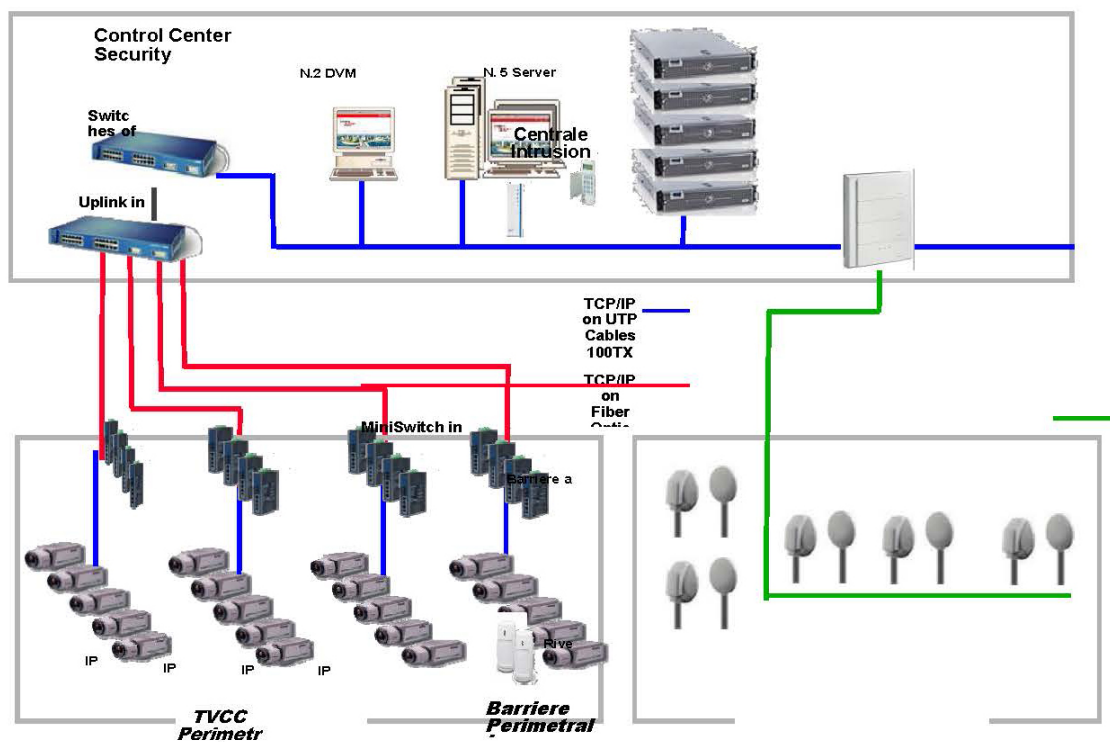 Control Center
Security
N.2 DVM
N. 5 Server
Switc
hes of
Centrale
Intrusion
Uplink in
TCP/IP
on UTP
Cables
100TX
TCP/IP
on
Fiber
Optic
MiniSwitch in
Barriere a
Rive
IP
IP
IP
IP
TVCC
Perimetr
Barriere
Perimetral